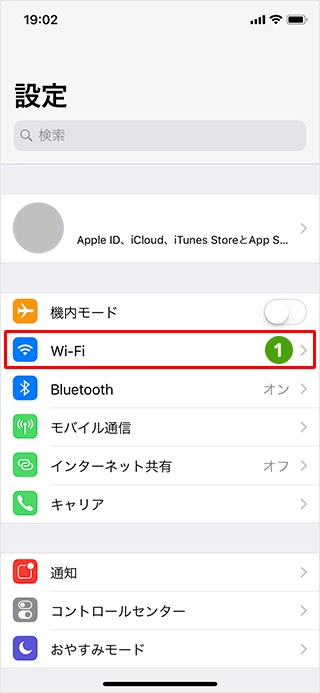 19:02
設定
検索
Apple ID、iCloud、iTunes StoreとApp S...
機内モード
Wi-Fi 1
Bluetooth オン
モバイル通信
インターネット共有 オフ
キャリア
通知
コントロールセンター
おやすみモード